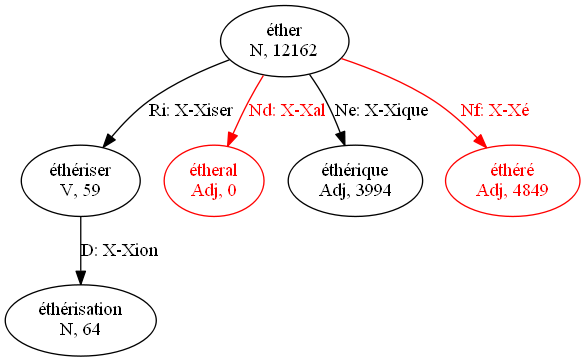 éther
N, 12162
Ri: X-Xiser
Nd: X-Xal
Ne: X-Xique
Nf: X-Xé
éthériser
V, 59
étheral
Adj, 0
éthérique
Adj, 3994
éthéré
Adj, 4849
D: X-Xion
éthérisation
N, 64